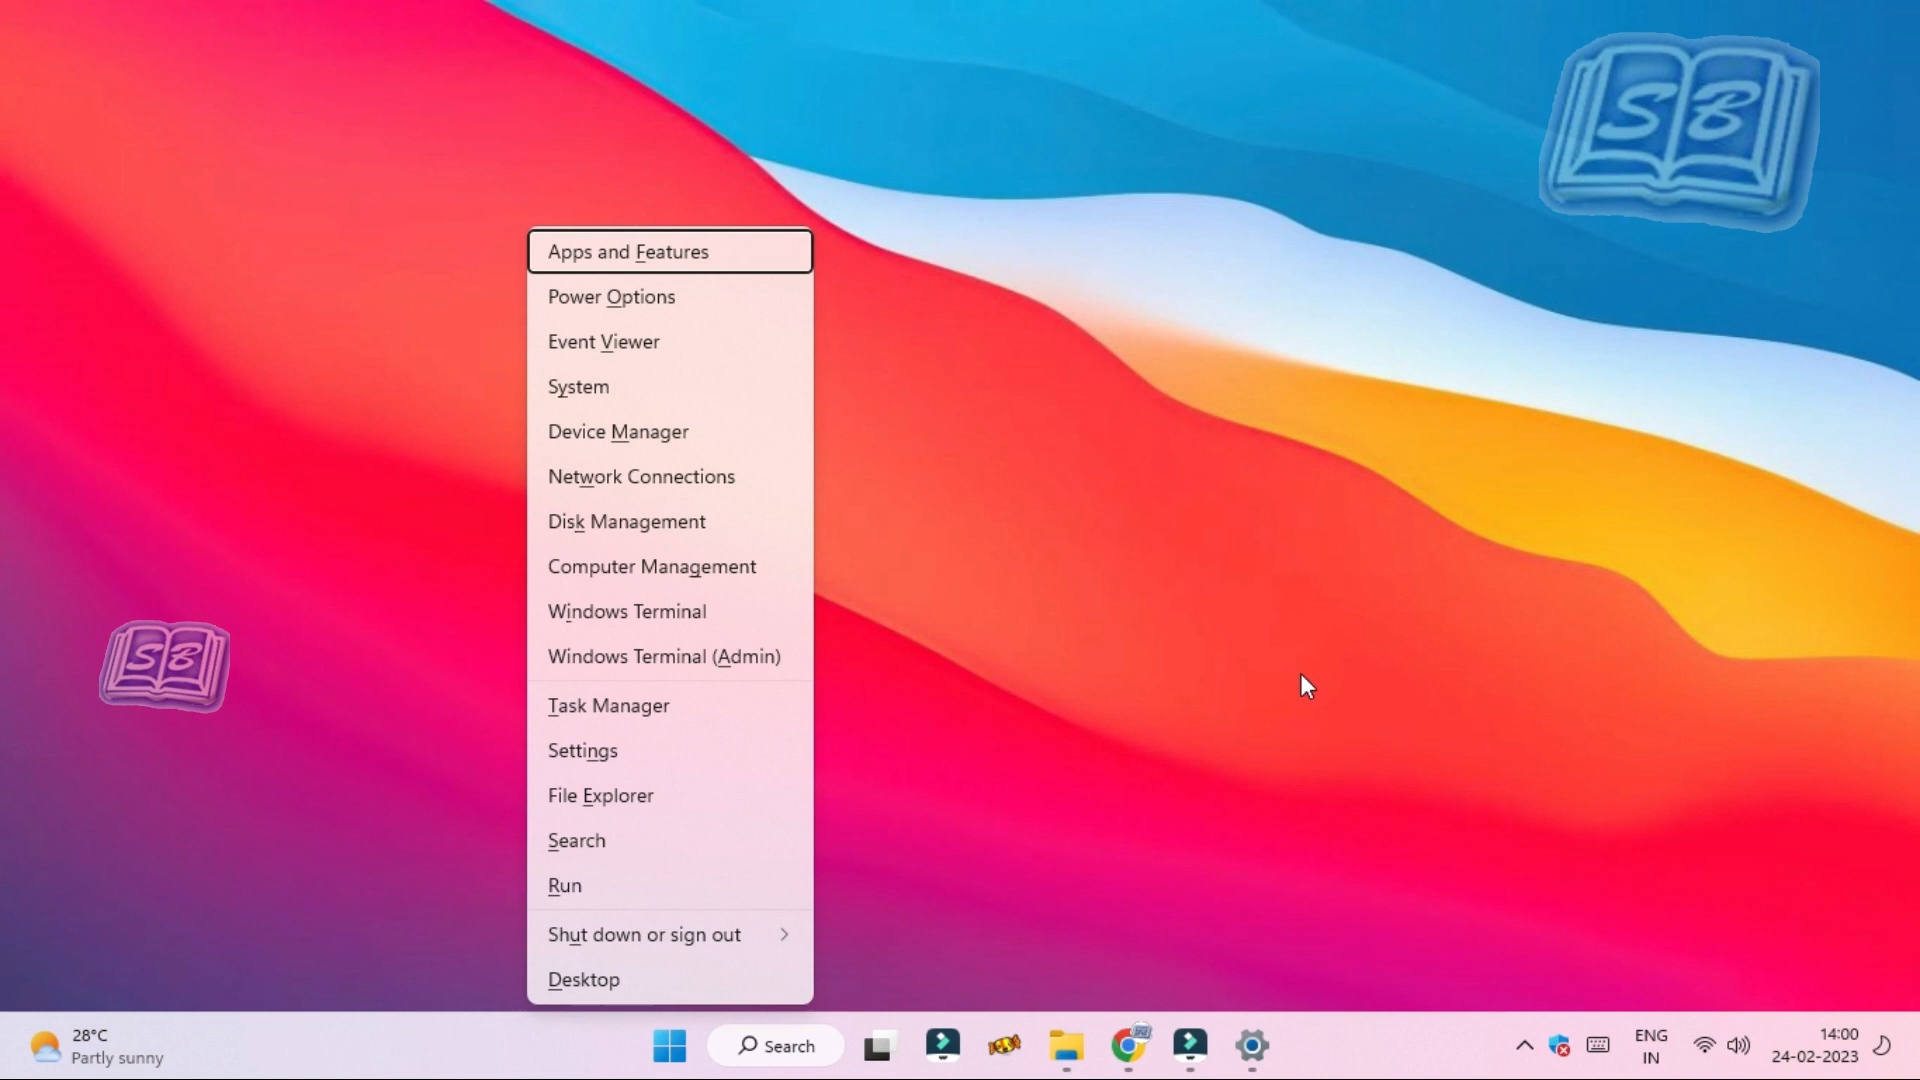 SB
Apps and Features
Power Options
Event Viewer
System
Device Manager
Network Connections
Disk Management
Computer Management
Windows Terminal
Windows Terminal (Admin)
SB
Task Manager
Settings
File Explorer
Search
Run
Shut down or sign out
Desktop
28°C
Partly sunny
Search
ENG
IN
14:00
24-02-2023